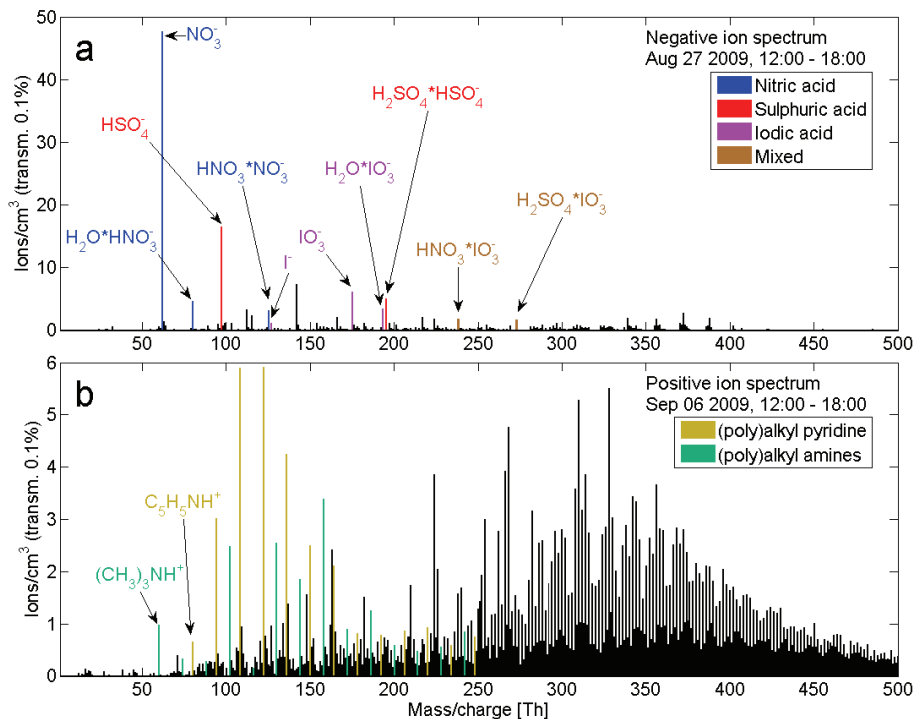 a
Negative ion spectrum
Aug 27 2009, 12:00 - 18:00
Nitric acid
Sulphuric acid
Iodic acid
Mixed
NO₃⁻
HSO₄⁻
H₂SO₄*HSO₄⁻
HNO₃*NO₃⁻
H₂O*IO₃⁻
H₂SO₄*IO₃⁻
H₂O*HNO₃⁻
I⁻
IO₃⁻
HNO₃*IO₃⁻
Ions/cm³ (transm. 0.1%)
50
40
30
20
10
0
50 100 150 200 250 300 350 400 450 500
b
Positive ion spectrum
Sep 06 2009, 12:00 - 18:00
(poly)alkyl pyridine
(poly)alkyl amines
C₅H₅NH⁺
(CH₃)₃NH⁺
Ions/cm³ (transm. 0.1%)
6
5
4
3
2
1
0
50 100 150 200 250 300 350 400 450 500
Mass/charge [Th]